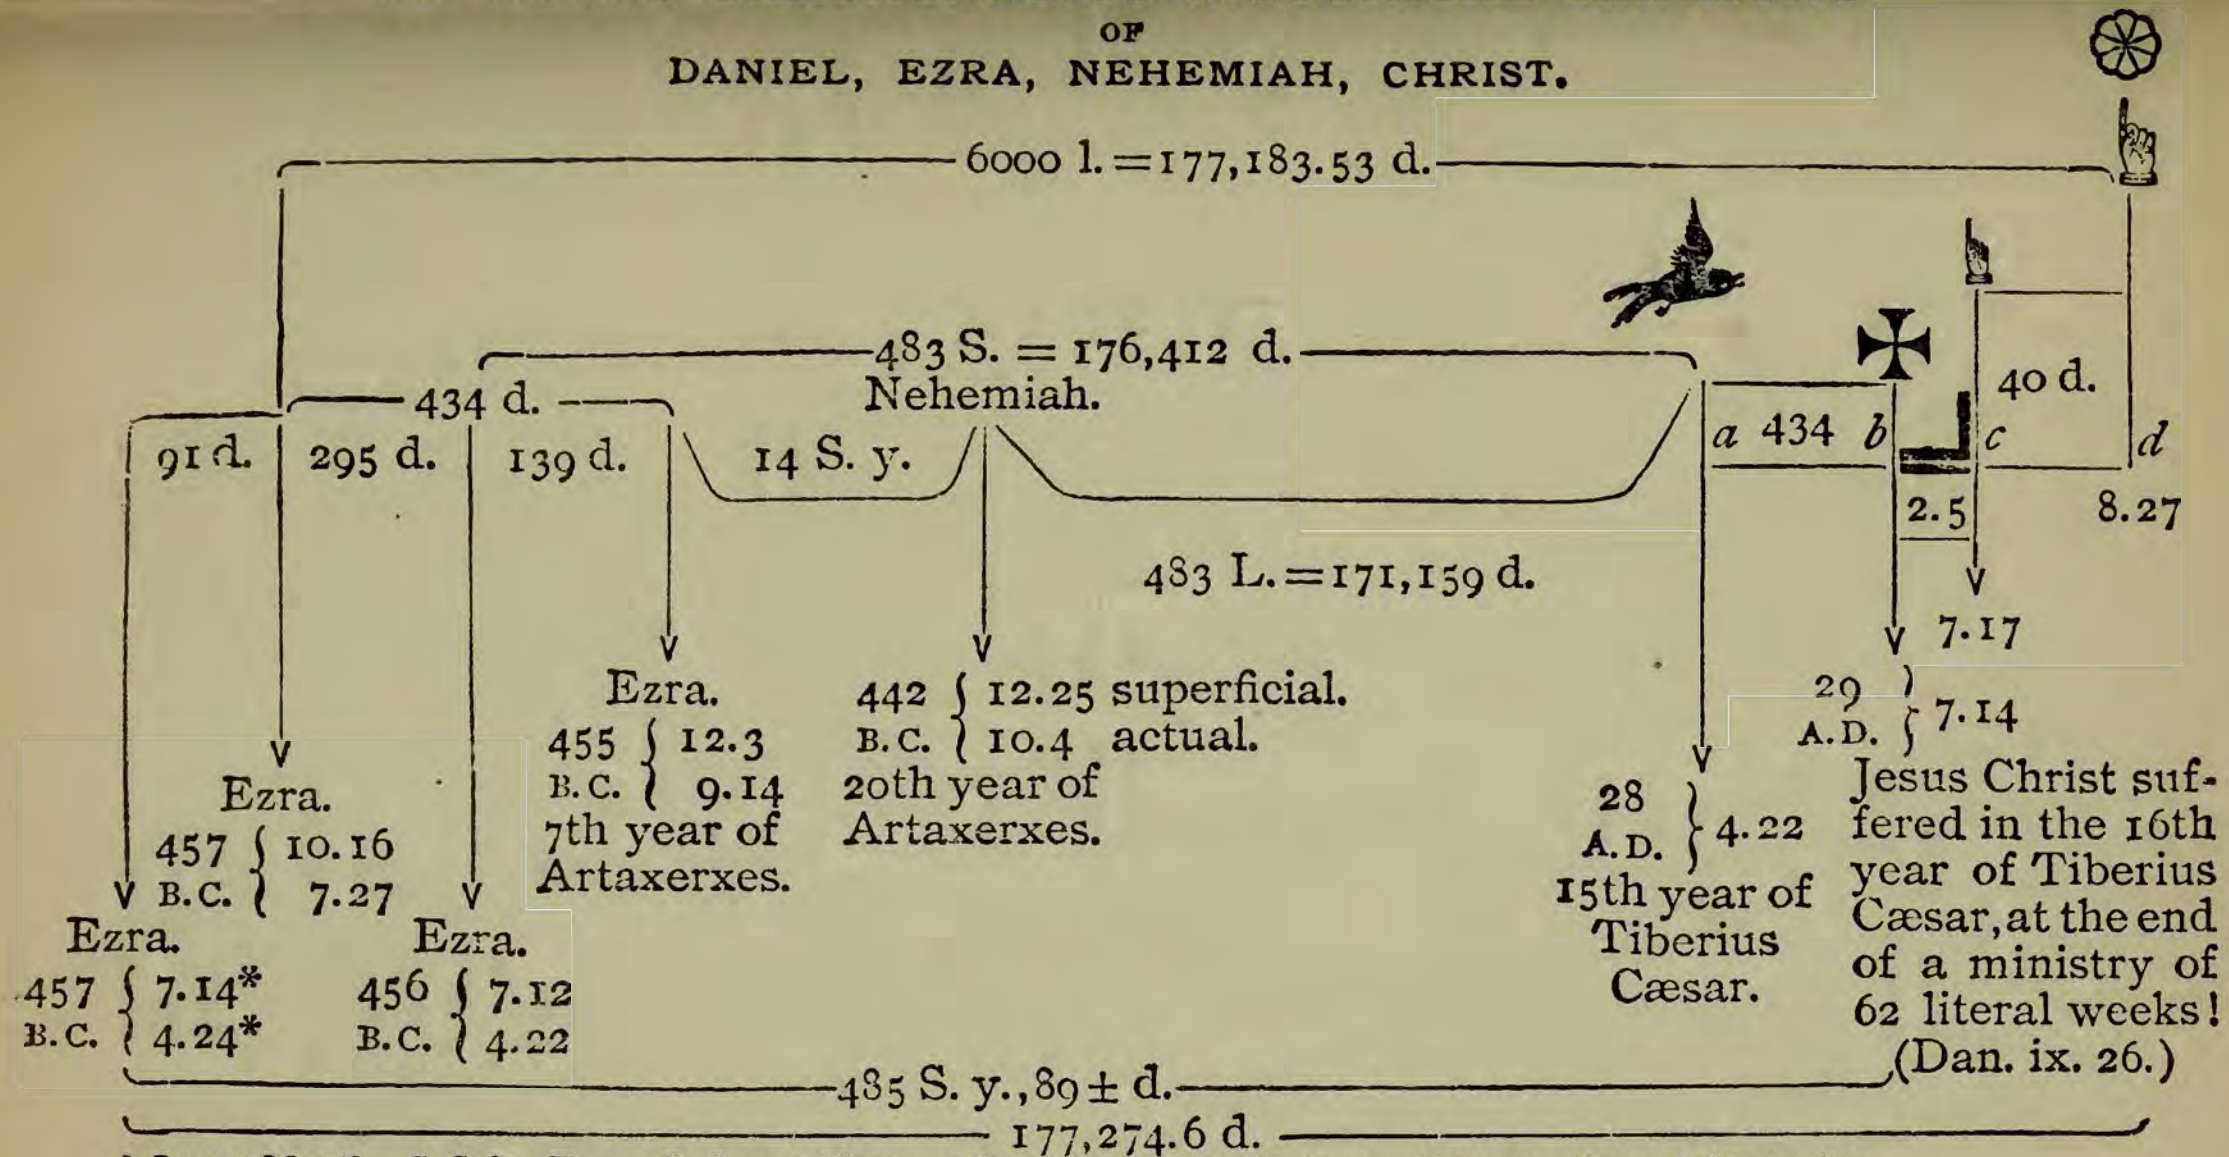 OF
DANIEL, EZRA, NEHEMIAH, CHRIST.
6000 l. = 177,183.53 d.
483 S. = 176,412 d.
Nehemiah.
434 d.
40 d.
91 d. 295 d. 139 d. 14 S. y.
a 434 b c d
2.5 8.27
483 L. = 171,159 d.
7.17
Ezra.
455 { 12.3
B.C. { 9.14
7th year of
Artaxerxes.
442 { 12.25 superficial.
B.C. { 10.4 actual.
20th year of
Artaxerxes.
29 } 7.14
A.D.
Jesus Christ suf-
fered in the 16th
year of Tiberius
Cæsar, at the end
of a ministry of
62 literal weeks!
(Dan. ix. 26.)
28 } 4.22
A.D.
15th year of
Tiberius
Cæsar.
Ezra.
457 { 10.16
B.C. { 7.27
Ezra.
457 { 7.14*
B.C. { 4.24*
Ezra.
456 { 7.12
B.C. { 4.22
485 S. y., 89 ± d.
177,274.6 d.